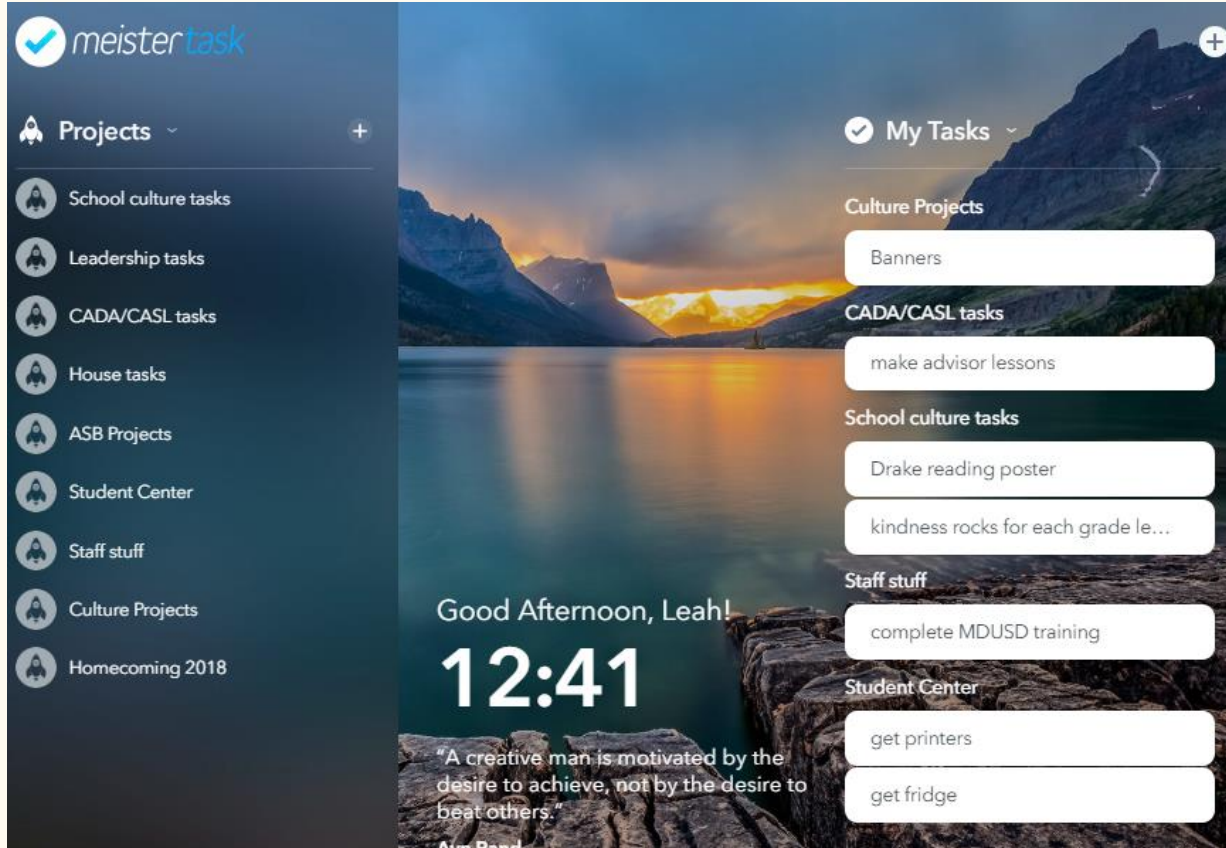 meistertask
Projects
School culture tasks
Leadership tasks
CADA/CASL tasks
House tasks
ASB Projects
Student Center
Staff stuff
Culture Projects
Homecoming 2018
Good Afternoon, Leah!
12:41
“A creative man is motivated by the
desire to achieve, not by the desire to
beat others.”
Ayn Rand
My Tasks
Culture Projects
Banners
CADA/CASL tasks
make advisor lessons
School culture tasks
Drake reading poster
kindness rocks for each grade le...
Staff stuff
complete MDUSD training
Student Center
get printers
get fridge